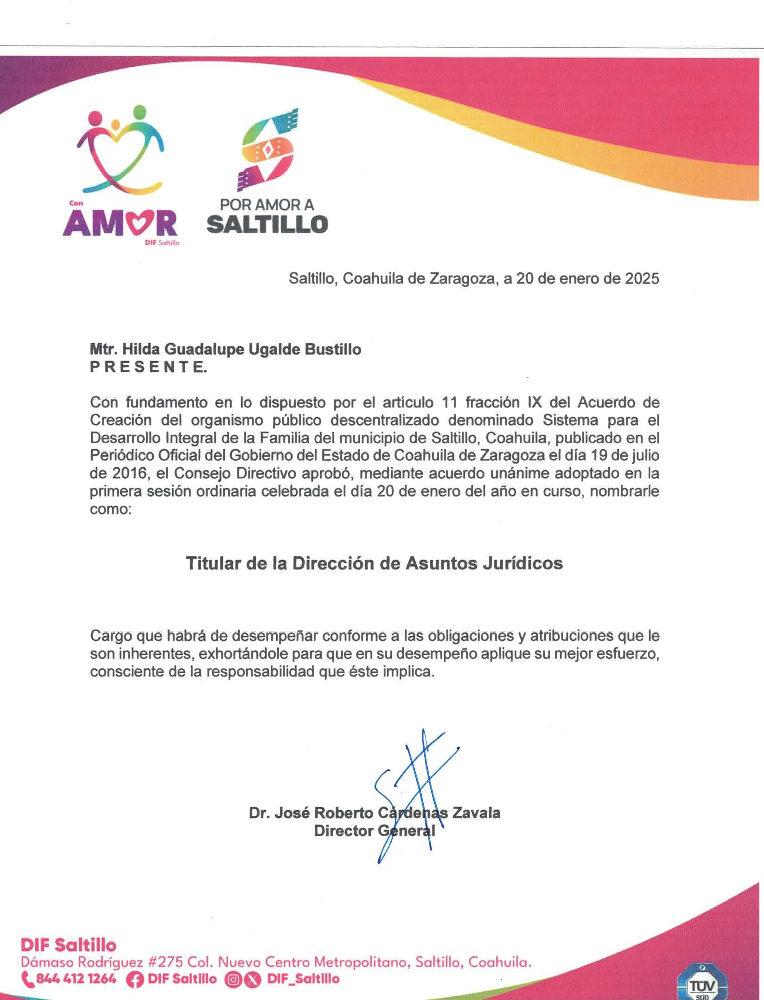 Con
AMOR
DIF Saltillo
POR AMOR A
SALTILLO
Saltillo, Coahuila de Zaragoza, a 20 de enero de 2025
Mtr. Hilda Guadalupe Ugalde Bustillo
P R E S E N T E.
Con fundamento en lo dispuesto por el artículo 11 fracción IX del Acuerdo de
Creación del organismo público descentralizado denominado Sistema para el
Desarrollo Integral de la Familia del municipio de Saltillo, Coahuila, publicado en el
Periódico Oficial del Gobierno del Estado de Coahuila de Zaragoza el día 19 de julio
de 2016, el Consejo Directivo aprobó, mediante acuerdo unánime adoptado en la
primera sesión ordinaria celebrada el día 20 de enero del año en curso, nombrarle
como:
Titular de la Dirección de Asuntos Jurídicos
Cargo que habrá de desempeñar conforme a las obligaciones y atribuciones que le
son inherentes, exhortándole para que en su desempeño aplique su mejor esfuerzo,
consciente de la responsabilidad que éste implica.
Dr. José Roberto Cárdenas Zavala
Director General
DIF Saltillo
Dámaso Rodríguez #275 Col. Nuevo Centro Metropolitano, Saltillo, Coahuila.
844 412 1264 DIF Saltillo DIF_Saltillo
TÜV
SÜD